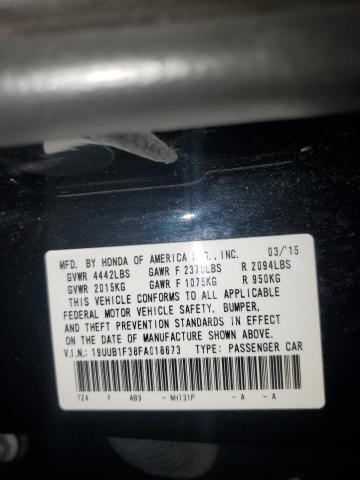 MFD. BY HONDA OF AMERICA MFG., INC. 03/'15
GVWR 4442LBS GAWR F 2370LBS R 2094LBS
GVWR 2015KG GAWR F 1075KG R 950KG
THIS VEHICLE CONFORMS TO ALL APPLICABLE
FEDERAL MOTOR VEHICLE SAFETY, BUMPER,
AND THEFT PREVENTION STANDARDS IN EFFECT
ON THE DATE OF MANUFACTURE SHOWN ABOVE.
V.I.N.: 19UUB1F38FA018673 TYPE: PASSENGER CAR
TZ4 F AB9 - NH731P - A - A